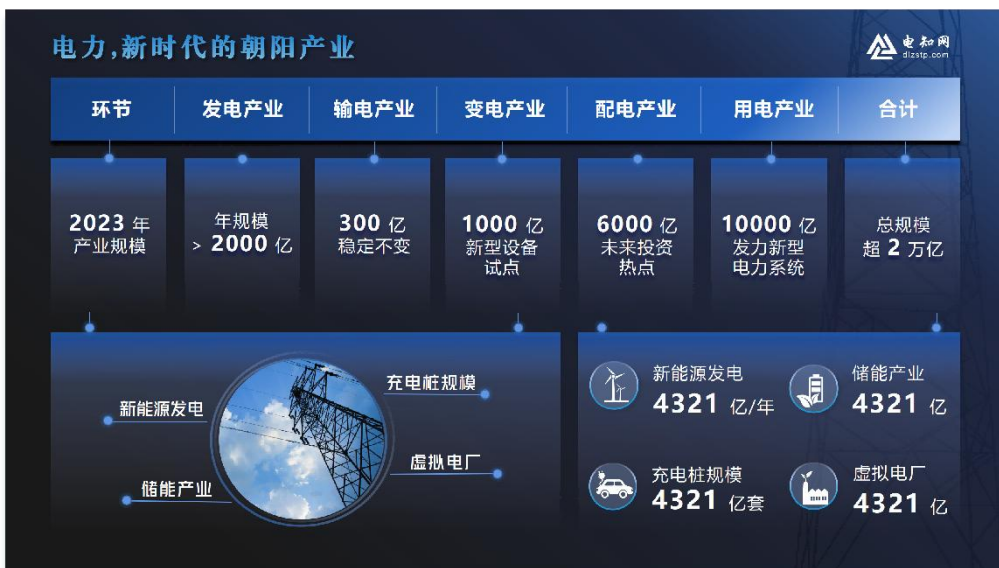 电力,新时代的朝阳产业
电知网
dlzstp.com
环节 发电产业 输电产业 变电产业 配电产业 用电产业 合计
2023 年
产业规模
年规模
> 2000 亿
300 亿
稳定不变
1000 亿
新型设备
试点
6000 亿
未来投资
热点
10000 亿
发力新型
电力系统
总规模
超 2 万亿
新能源发电
充电桩规模
储能产业
虚拟电厂
新能源发电
4321 亿/年
储能产业
4321 亿
充电桩规模
4321 亿套
虚拟电厂
4321 亿